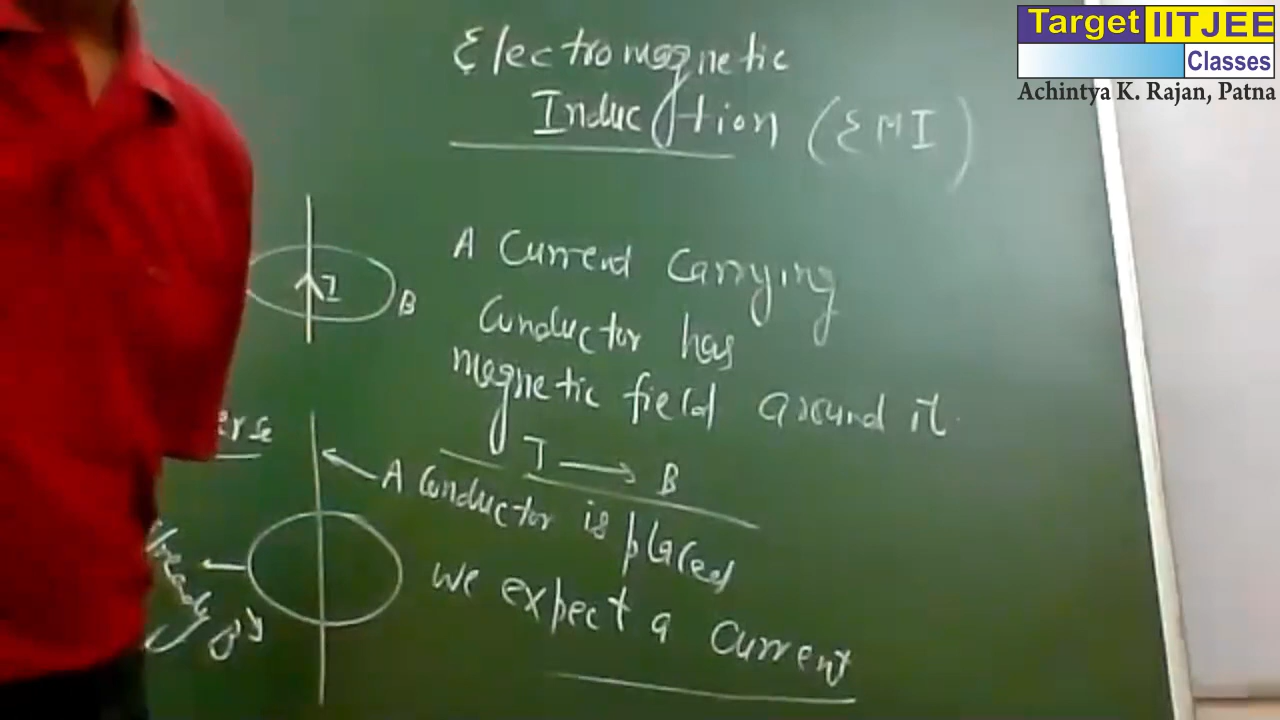 Target IITJEE
Classes
Achintya K. Rajan, Patna
Electromagnetic
Induction (EMI)
A Current Carrying
Conductor has
magnetic field around it.
I → B
I
B
A Conductor is placed
We expect a current